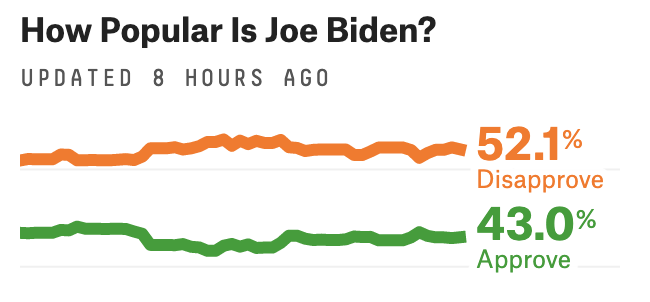 How Popular Is Joe Biden?
UPDATED 8 HOURS AGO
52.1%
Disapprove
43.0%
Approve